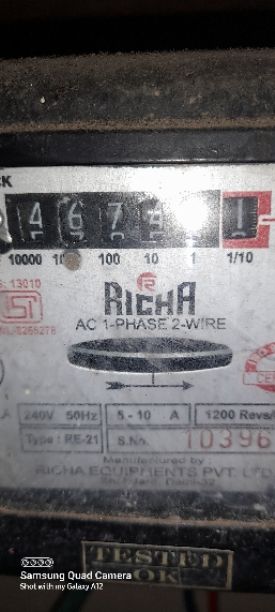 CK
4 6 7 1
10000 100 10 1 1/10
S: 13010
R
RICHA
AC 1-PHASE 2-WIRE
240V 50Hz 5 - 10 A 1200 Revs/
Type : RE-21 S.No. 10396
Manufactured by :
RICHA EQUIPMENTS PVT. LTD
TESTED
OK
Samsung Quad Camera
Shot with my Galaxy A12